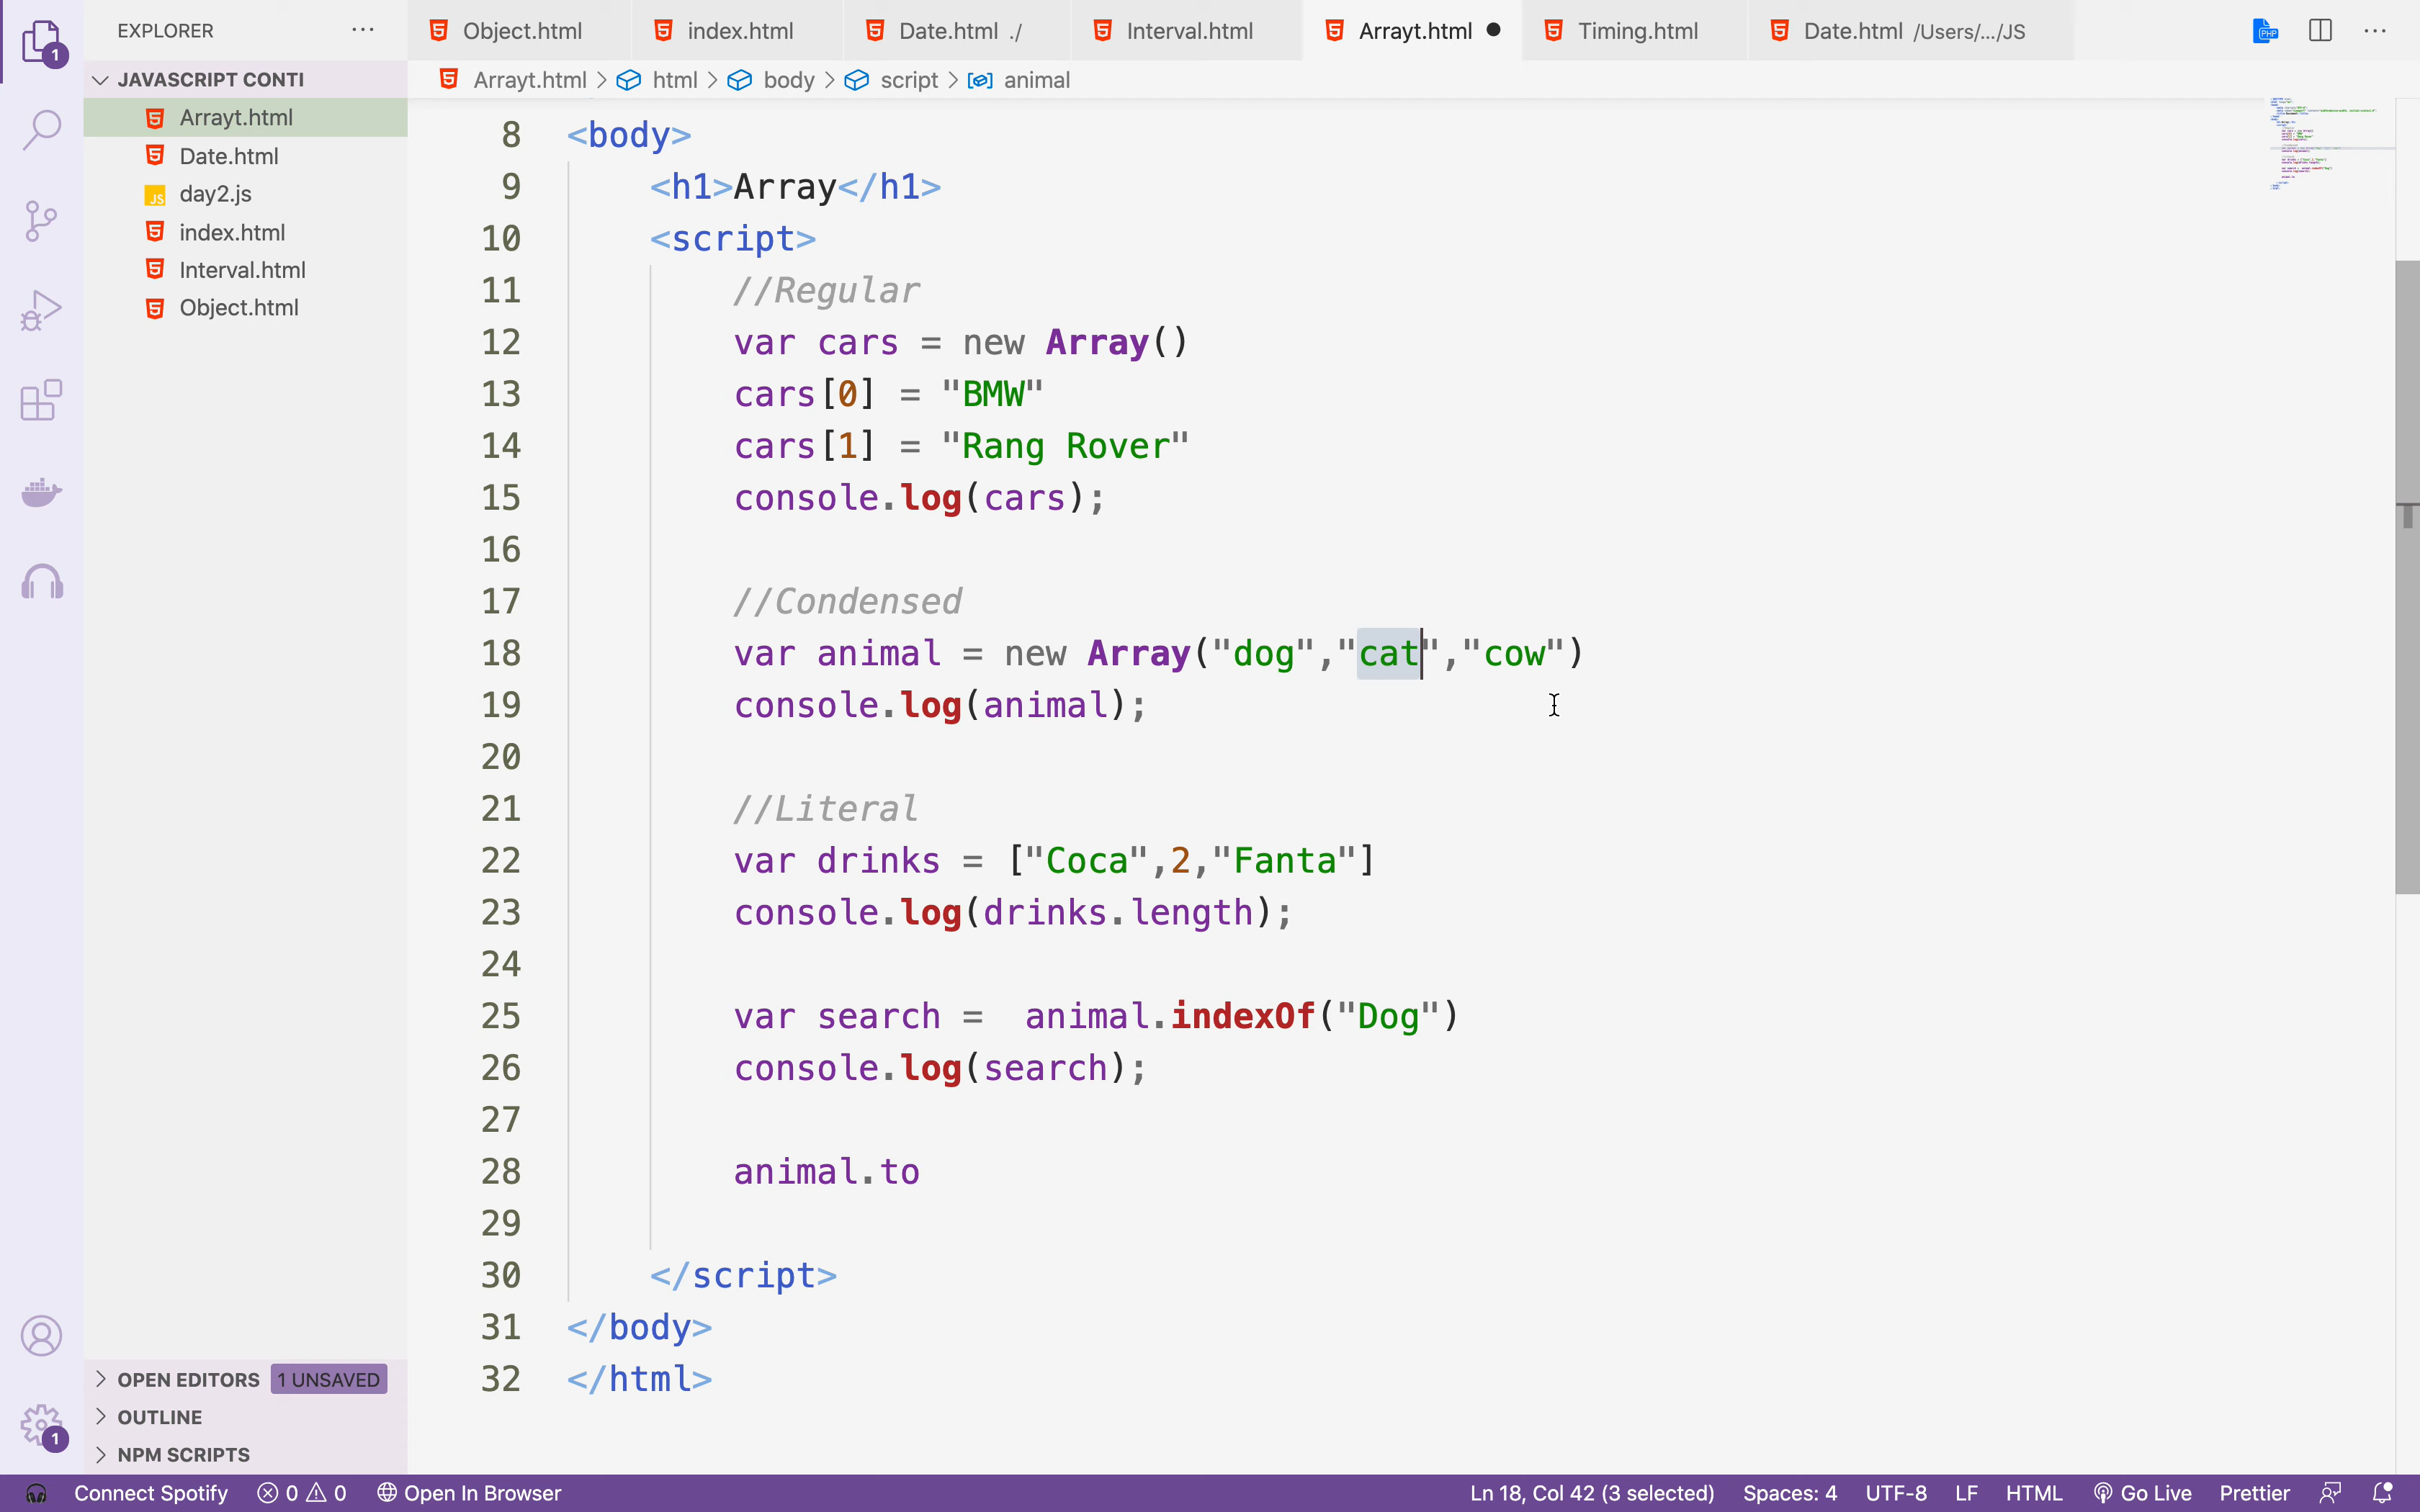 EXPLORER
JAVASCRIPT CONTI
Arrayt.html
Date.html
JS day2.js
index.html
Interval.html
Object.html
OPEN EDITORS 1 UNSAVED
OUTLINE
NPM SCRIPTS
1
1
Object.html index.html Date.html ./ Interval.html Arrayt.html Timing.html Date.html /Users/.../JS PHP
Arrayt.html > html > body > script > animal
8 <body>
9 <h1>Array</h1>
10 <script>
11 //Regular
12 var cars = new Array()
13 cars[0] = "BMW"
14 cars[1] = "Rang Rover"
15 console.log(cars);
16
17 //Condensed
18 var animal = new Array("dog","cat","cow")
19 console.log(animal);
20
21 //Literal
22 var drinks = ["Coca",2,"Fanta"]
23 console.log(drinks.length);
24
25 var search =  animal.indexOf("Dog")
26 console.log(search);
27
28 animal.to
29
30 </script>
31 </body>
32 </html>
Connect Spotify 0 0 Open In Browser Ln 18, Col 42 (3 selected) Spaces: 4 UTF-8 LF HTML Go Live Prettier